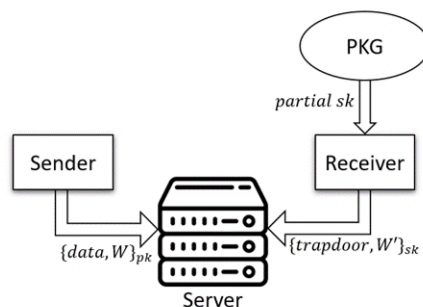 PKG
partial sk
Sender
Receiver
{data, W}pk
{trapdoor, W'}sk
Server